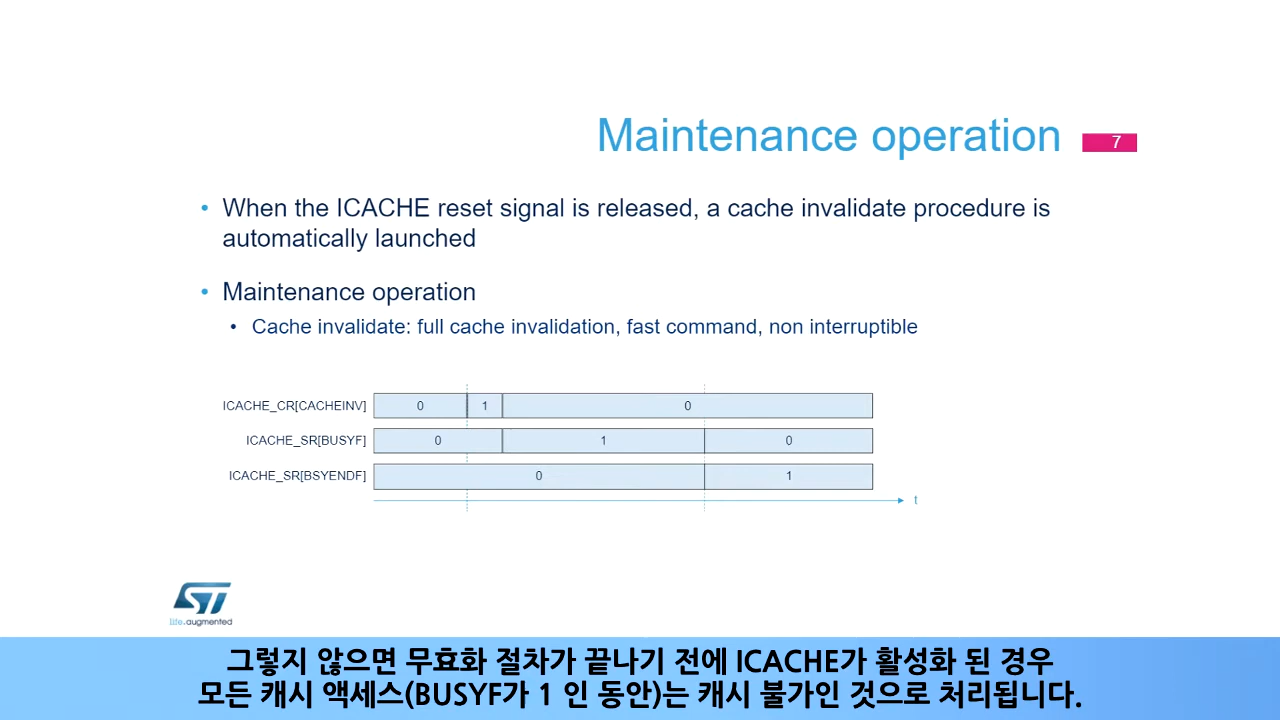 Maintenance operation
7
• When the ICACHE reset signal is released, a cache invalidate procedure is
automatically launched
• Maintenance operation
• Cache invalidate: full cache invalidation, fast command, non interruptible
ICACHE_CR[CACHEINV] 0 1 0
ICACHE_SR[BUSYF] 0 1 0
ICACHE_SR[BSYENDF] 0 1
t
ST
life.augmented
그렇지 않으면 무효화 절차가 끝나기 전에 ICACHE가 활성화 된 경우
모든 캐시 액세스(BUSYF가 1 인 동안)는 캐시 불가인 것으로 처리됩니다.